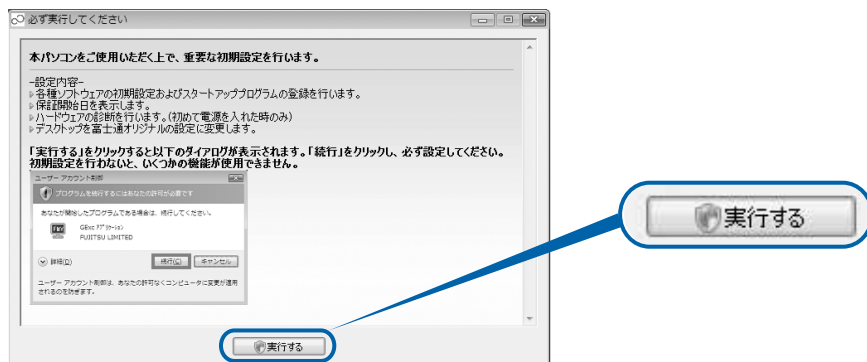 必ず実行してください
本パソコンをご使用いただく上で、重要な初期設定を行います。
-設定内容-
▷各種ソフトウェアの初期設定およびスタートアッププログラムの登録を行います。
▷保証開始日を表示します。
▷ハードウェアの診断を行います。(初めて電源を入れた時のみ)
▷デスクトップを富士通オリジナルの設定に変更します。
「実行する」をクリックすると以下のダイアログが表示されます。「続行」をクリックし、必ず設定してください。
初期設定を行わないと、いくつかの機能が使用できません。
ユーザー アカウント制御
プログラムを続行するにはあなたの許可が必要です
あなたが開始したプログラムである場合は、続行してください。
GExc アプリケーション
FUJITSU LIMITED
詳細(D)
続行(C)
キャンセル
ユーザー アカウント制御は、あなたの許可なくコンピュータに変更が適用
されるのを防ぎます。
実行する
実行する